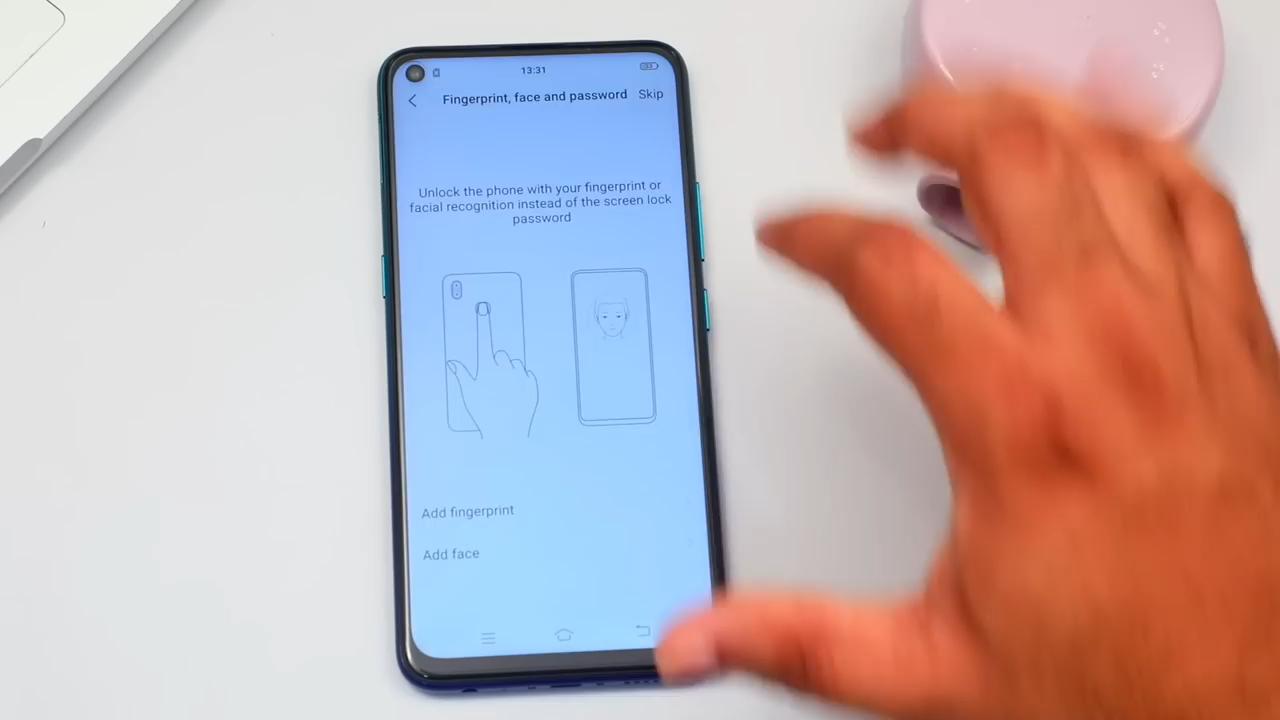 13:31
Fingerprint, face and password
Skip
Unlock the phone with your fingerprint or
facial recognition instead of the screen lock
password
Add fingerprint
Add face